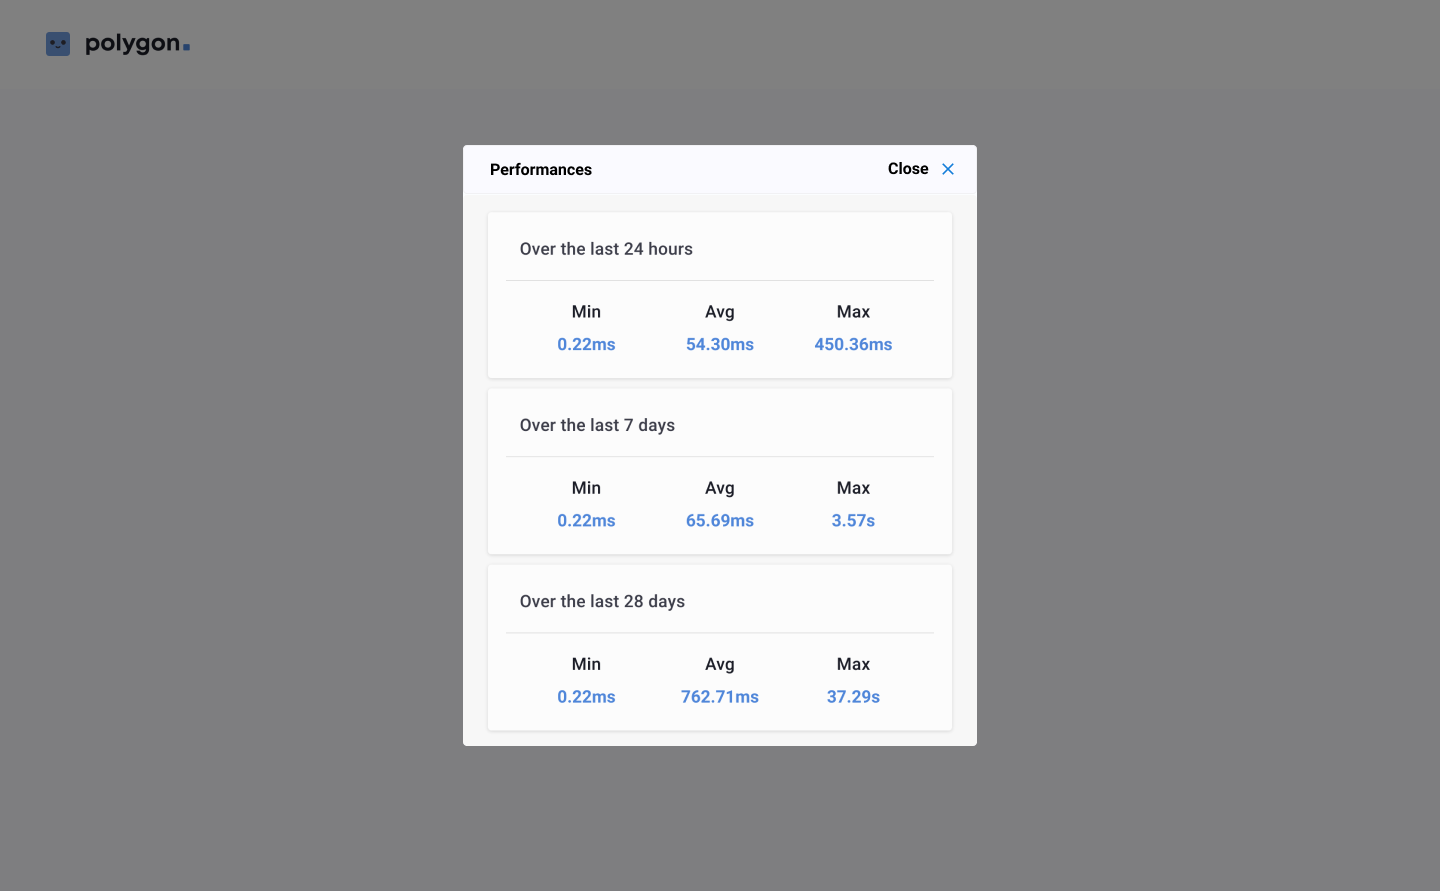 polygon.
Performances
Close
Over the last 24 hours
Min Avg Max
0.22ms 54.30ms 450.36ms
Over the last 7 days
Min Avg Max
0.22ms 65.69ms 3.57s
Over the last 28 days
Min Avg Max
0.22ms 762.71ms 37.29s